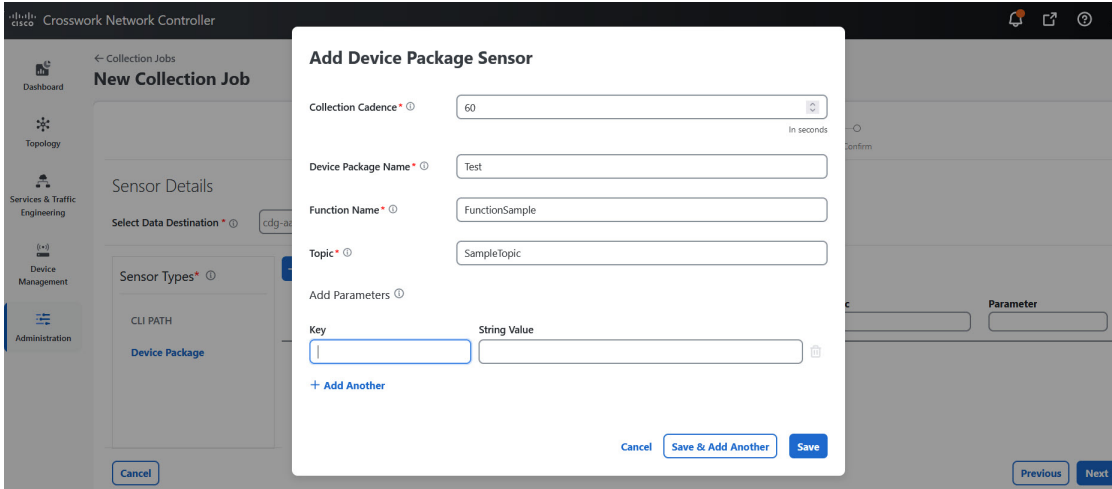 cisco Crosswork Network Controller
Dashboard
Topology
Services & Traffic
Engineering
Device
Management
Administration
← Collection Jobs
New Collection Job
Confirm
Sensor Details
Select Data Destination *
cdg-aa
Sensor Types*
CLI PATH
Device Package
Parameter
Cancel
Previous
Next
Add Device Package Sensor
Collection Cadence*
60
In seconds
Device Package Name*
Test
Function Name*
FunctionSample
Topic*
SampleTopic
Add Parameters
Key String Value
+ Add Another
Cancel Save & Add Another Save